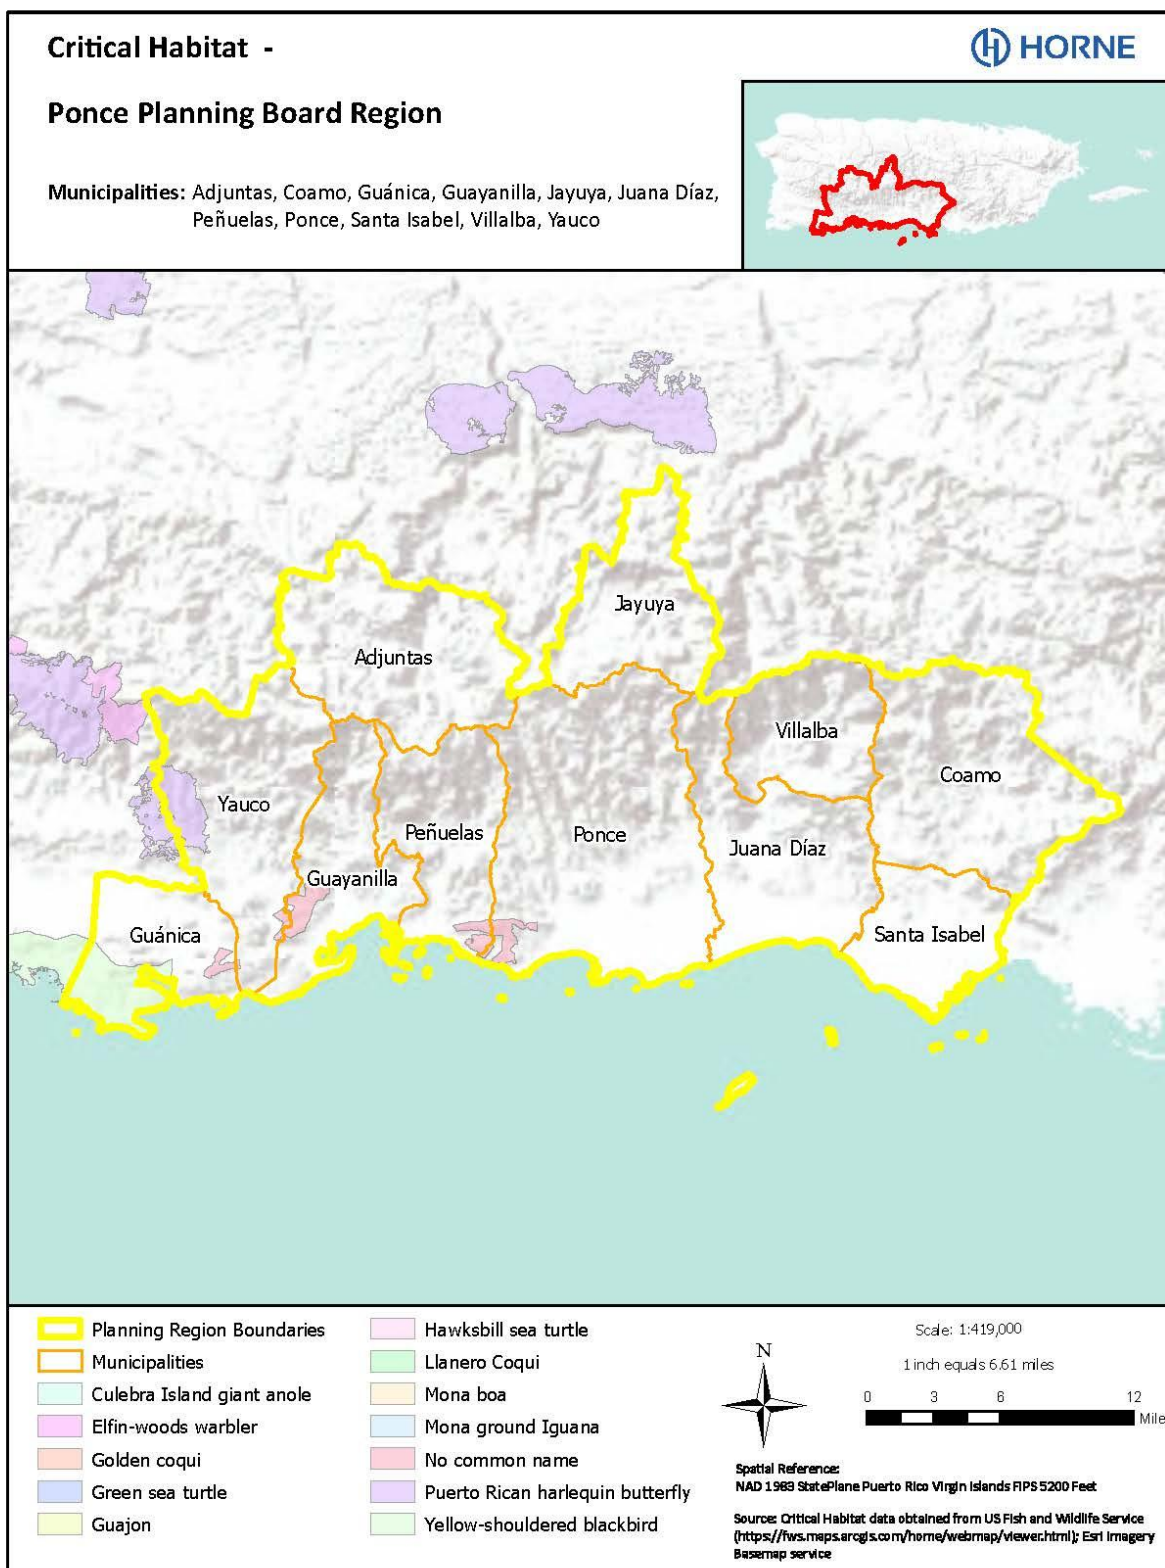 Critical Habitat -
HORNE
Ponce Planning Board Region
Municipalities: Adjuntas, Coamo, Guánica, Guayanilla, Jayuya, Juana Díaz,
Peñuelas, Ponce, Santa Isabel, Villalba, Yauco
Jayuya
Adjuntas
Villalba
Coamo
Yauco
Peñuelas
Ponce
Juana Díaz
Guayanilla
Guánica
Santa Isabel
Planning Region Boundaries
Municipalities
Culebra Island giant anole
Elfin-woods warbler
Golden coqui
Green sea turtle
Guajon
Hawksbill sea turtle
Llanero Coqui
Mona boa
Mona ground Iguana
No common name
Puerto Rican harlequin butterfly
Yellow-shouldered blackbird
N
Scale: 1:419,000
1 inch equals 6.61 miles
0 3 6 12
Mile
Spatial Reference:
NAD 1983 StatePlane Puerto Rico Virgin Islands FIPS 5200 Feet
Source: Critical Habitat data obtained from US Fish and Wildlife Service
(https://fws.maps.arcgis.com/home/webmap/viewer.html); Esri Imagery
Basemap service